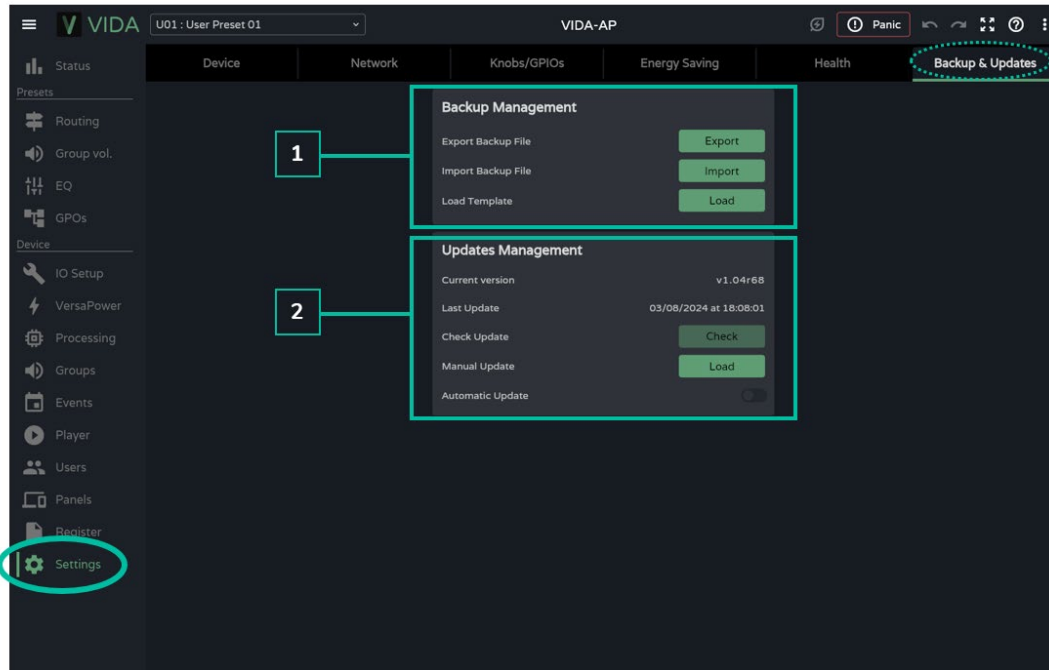 VIDA U01 : User Preset 01 VIDA-AP Panic
Status Device Network Knobs/GPIOs Energy Saving Health Backup & Updates
Presets
Routing
Group vol.
EQ
GPOs
Device
IO Setup
VersaPower
Processing
Groups
Events
Player
Users
Panels
Register
Settings
1
Backup Management
Export Backup File Export
Import Backup File Import
Load Template Load
2
Updates Management
Current version v1.04r68
Last Update 03/08/2024 at 18:08:01
Check Update Check
Manual Update Load
Automatic Update